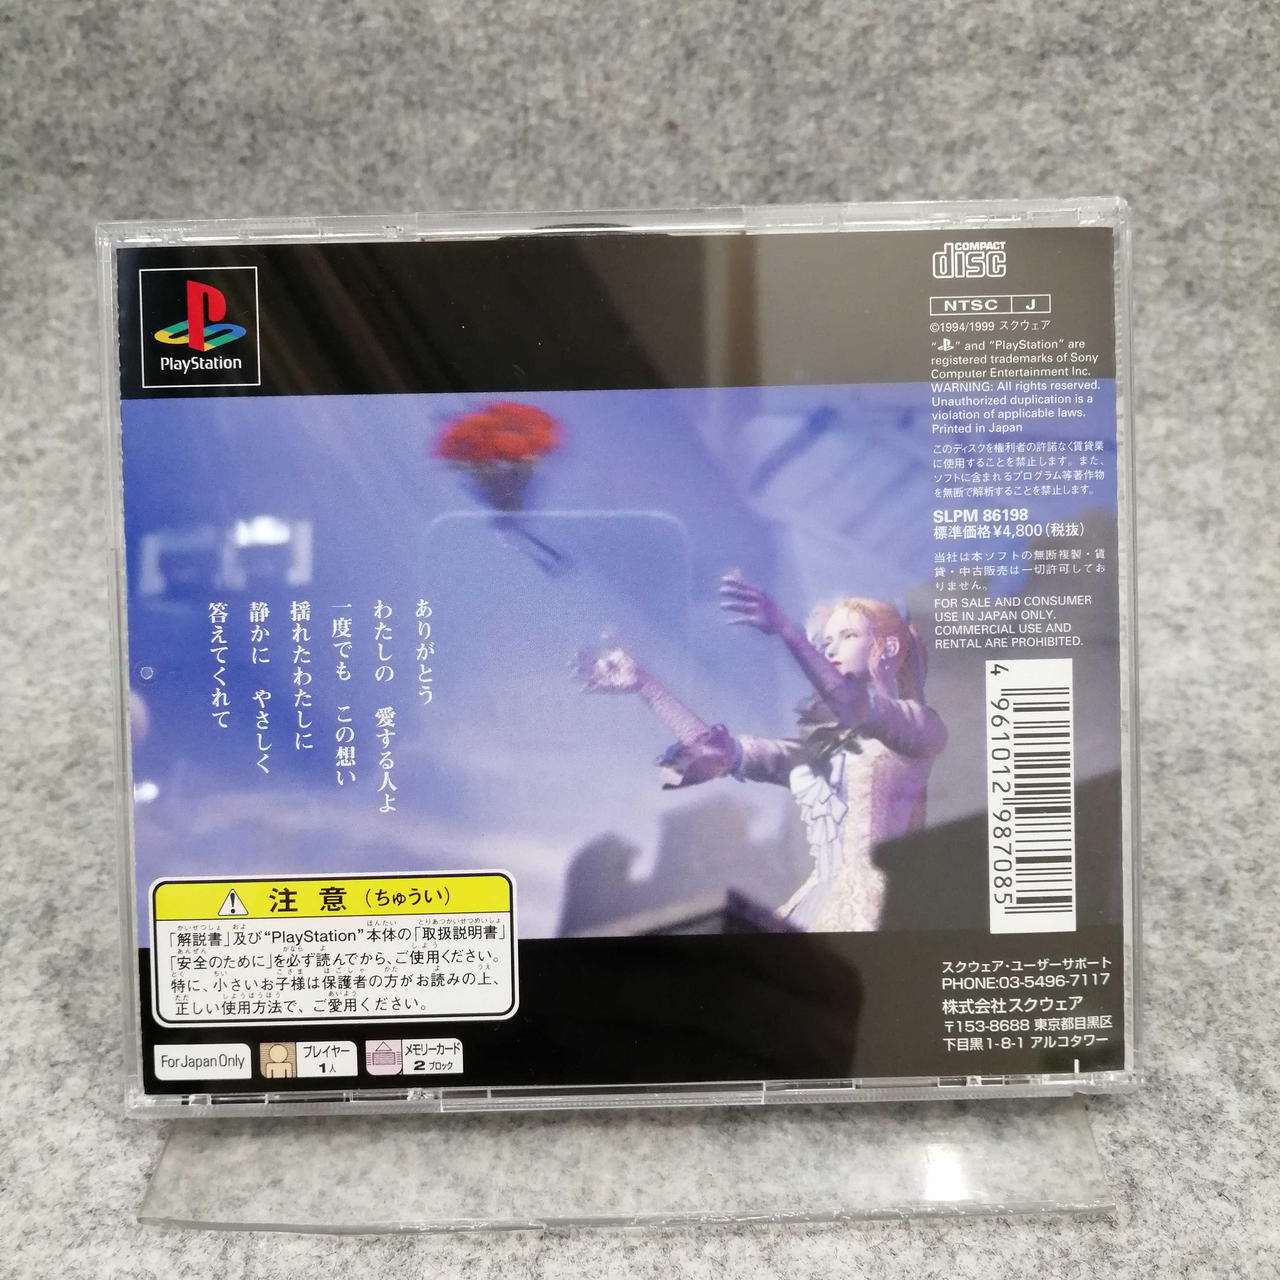 PlayStation
COMPACT
disc
NTSC J
©1994/1999 スクウェア
" " and "PlayStation" are
registered trademarks of Sony
Computer Entertainment Inc.
WARNING: All rights reserved.
Unauthorized duplication is a
violation of applicable laws.
Printed in Japan
このディスクを権利者の許諾なく賃貸業
に使用することを禁止します。また、
ソフトに含まれるプログラム等著作物
を無断で解析することを禁止します。
SLPM 86198
標準価格¥4,800(税抜)
当社は本ソフトの無断複製・賃
貸・中古販売は一切許可してお
りません。
FOR SALE AND CONSUMER
USE IN JAPAN ONLY.
COMMERCIAL USE AND
RENTAL ARE PROHIBITED.
4 961012 987085
ありがとう
わたしの 愛する人よ
一度でも この想い
揺れたわたしに
静かに やさしく
答えてくれて
注意(ちゅうい)
「解説書」及び"PlayStation"本体の「取扱説明書」
「安全のために」を必ず読んでから、ご使用ください。
特に、小さいお子様は保護者の方がお読みの上、
正しい使用方法で、ご愛用ください。
For Japan Only
プレイヤー
1人
メモリーカード
2 ブロック
スクウェア・ユーザーサポート
PHONE:03-5496-7117
株式会社スクウェア
〒153-8688 東京都目黒区
下目黒1-8-1 アルコタワー